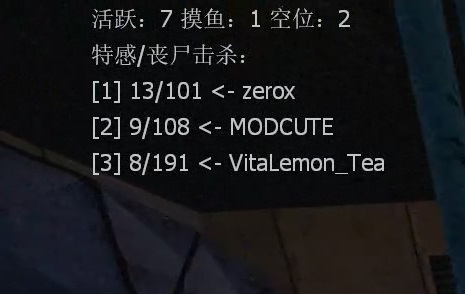 活跃：7 摸鱼：1 空位：2
特感/丧尸击杀：
[1] 13/101 <- zerox
[2] 9/108 <- MODCUTE
[3] 8/191 <- VitaLemon_Tea